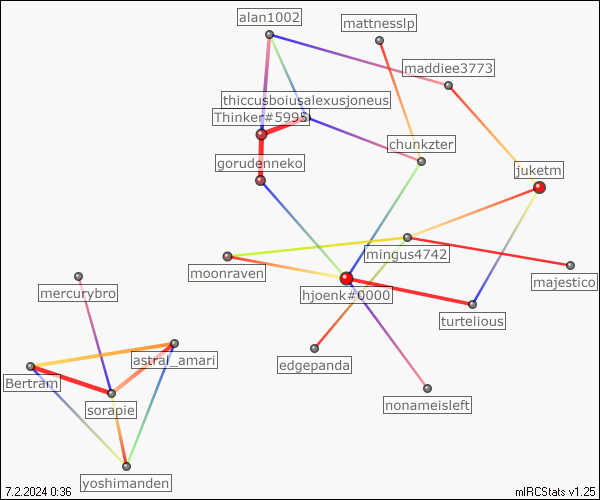 alan1002
mattnesslp
maddiee3773
thiccusboiusalexusjoneus
Thinker#5995
chunkzter
gorudenneko
juketm
mingus4742
moonraven
majestico
mercurybro
hjoenk#0000
turtelious
astral_amari
edgepanda
Bertram
sorapie
nonameisleft
yoshimanden
7.2.2024 0:36
mIRCStats v1.25